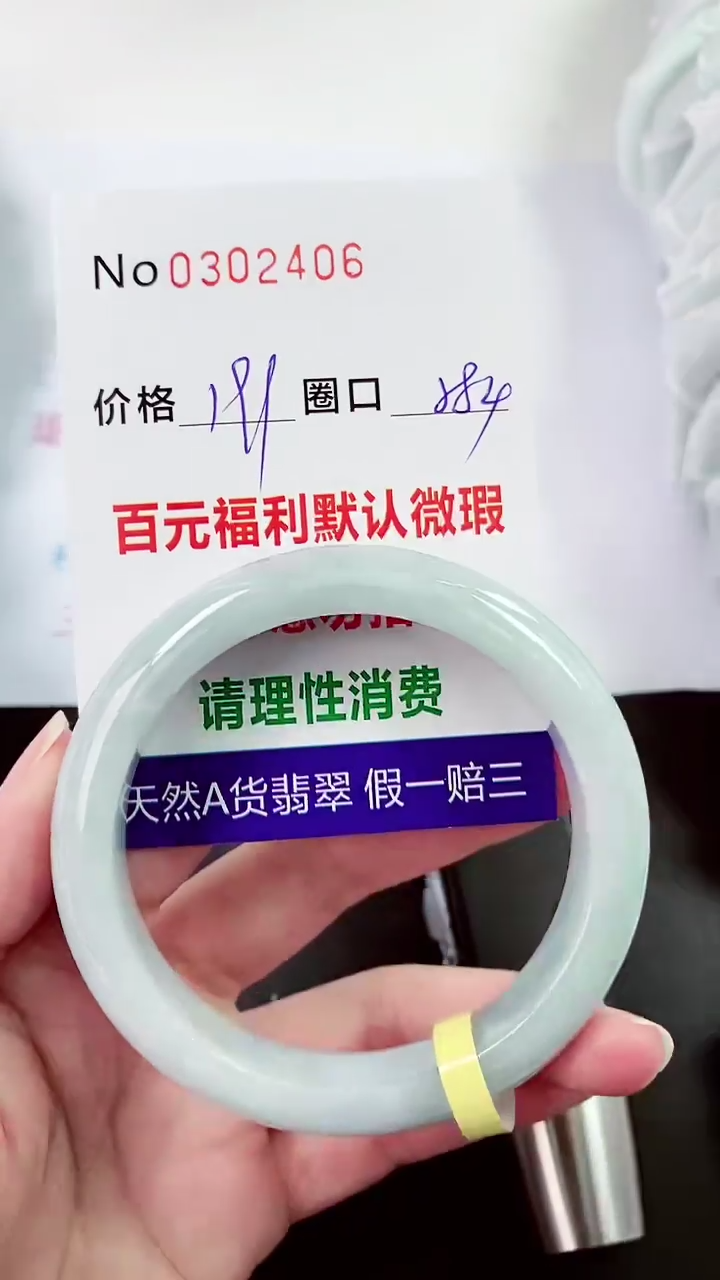 No0302406
价格 圈口
百元福利默认微瑕
请理性消费
天然A货翡翠 假一赔三